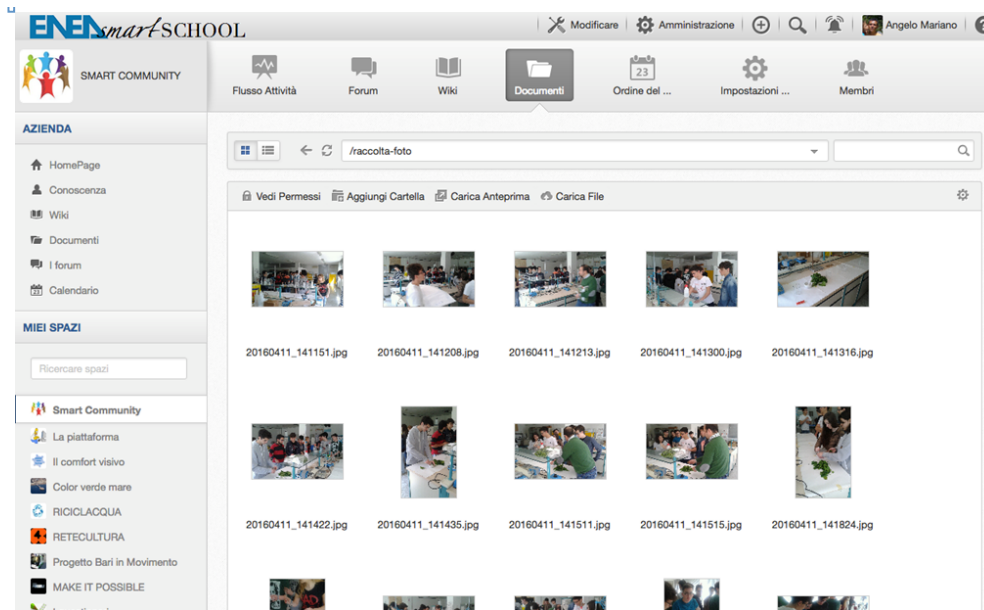 ENEA smart SCHOOL
Modificare
Amministrazione
Angelo Mariano
SMART COMMUNITY
Flusso Attività
Forum
Wiki
Documenti
23
Ordine del ...
Impostazioni ...
Membri
AZIENDA
HomePage
Conoscenza
Wiki
Documenti
I forum
Calendario
MIEI SPAZI
Ricercare spazi
Smart Community
La piattaforma
Il comfort visivo
Color verde mare
RICICLACQUA
RETECULTURA
Progetto Bari in Movimento
MAKE IT POSSIBLE
/raccolta-foto
Vedi Permessi
Aggiungi Cartella
Carica Anteprima
Carica File
20160411_141151.jpg
20160411_141208.jpg
20160411_141213.jpg
20160411_141300.jpg
20160411_141316.jpg
20160411_141422.jpg
20160411_141435.jpg
20160411_141511.jpg
20160411_141515.jpg
20160411_141824.jpg